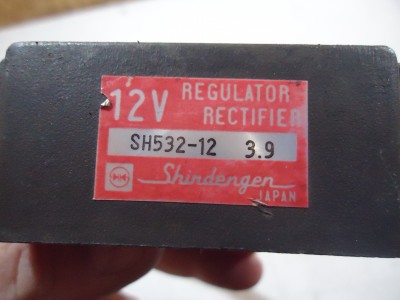 12V REGULATOR
RECTIFIER
SH532-12 3.9
Shindengen
JAPAN